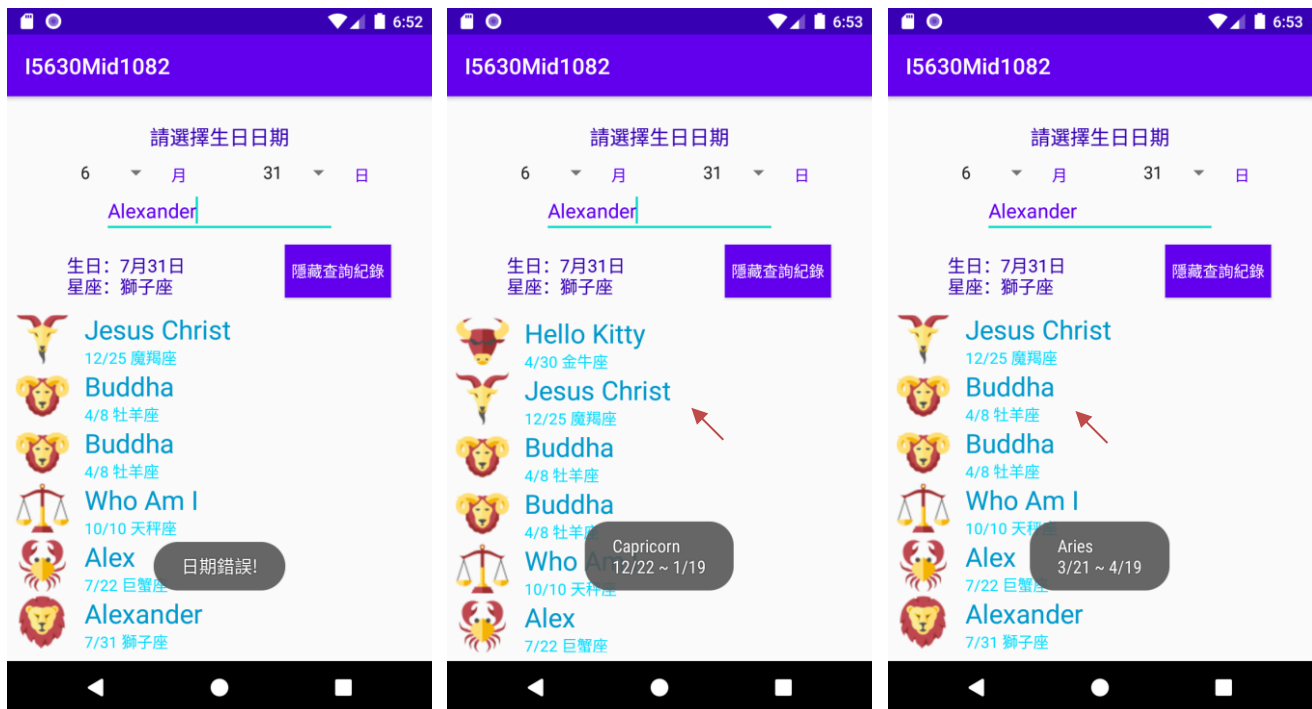 6:52
I5630Mid1082
請選擇生日日期
6 月 31 日
Alexander
生日：7月31日
星座：獅子座
隱藏查詢紀錄
Jesus Christ
12/25 魔羯座
Buddha
4/8 牡羊座
Buddha
4/8 牡羊座
Who Am I
10/10 天秤座
Alex
7/22 巨蟹座
日期錯誤!
Alexander
7/31 獅子座
6:53
I5630Mid1082
請選擇生日日期
6 月 31 日
Alexander
生日：7月31日
星座：獅子座
隱藏查詢紀錄
Hello Kitty
4/30 金牛座
Jesus Christ
12/25 魔羯座
Buddha
4/8 牡羊座
Buddha
4/8 牡羊座
Capricorn
12/22 ~ 1/19
Who
10/10 天秤座
Alex
7/22 巨蟹座
6:53
I5630Mid1082
請選擇生日日期
6 月 31 日
Alexander
生日：7月31日
星座：獅子座
隱藏查詢紀錄
Jesus Christ
12/25 魔羯座
Buddha
4/8 牡羊座
Buddha
4/8 牡羊座
Who Am I
10/10 天秤座
Aries
3/21 ~ 4/19
Alex
7/22 巨蟹座
Alexander
7/31 獅子座